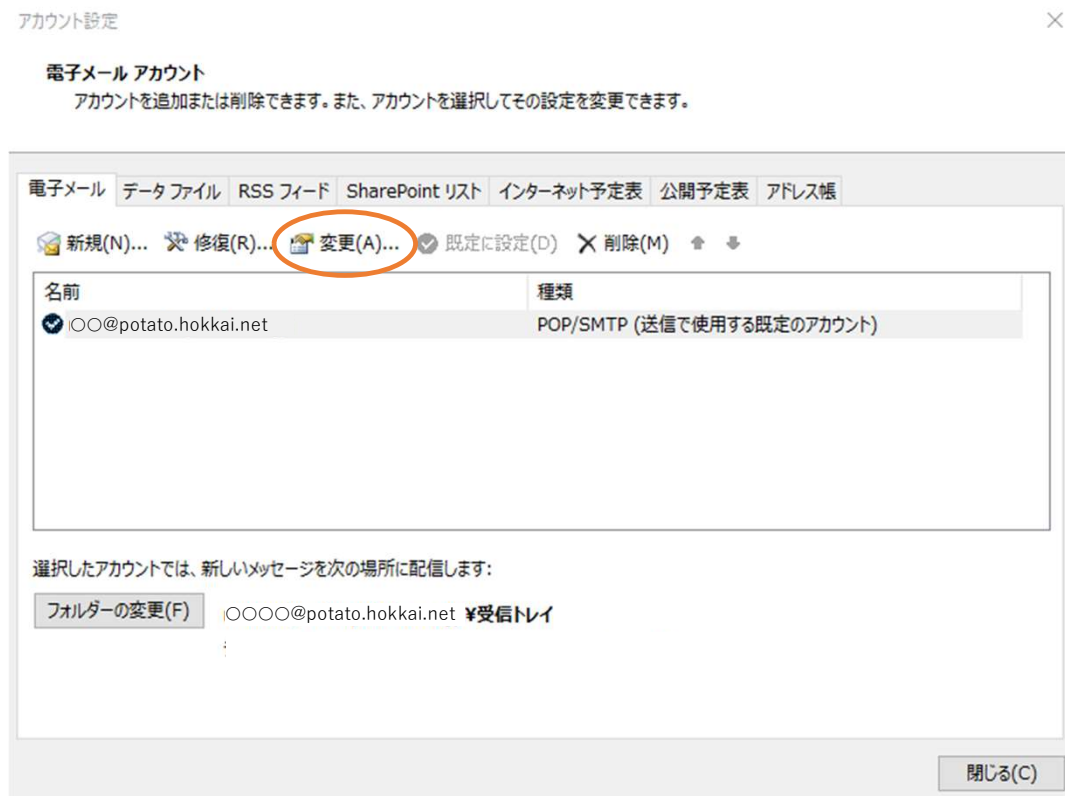 アカウント設定
電子メール アカウント
アカウントを追加または削除できます。また、アカウントを選択してその設定を変更できます。
電子メール データ ファイル RSS フィード SharePoint リスト インターネット予定表 公開予定表 アドレス帳
新規(N)... 修復(R)... 変更(A)... 既定に設定(D) 削除(M)
名前 種類
○○@potato.hokkai.net POP/SMTP (送信で使用する既定のアカウント)
選択したアカウントでは、新しいメッセージを次の場所に配信します:
フォルダーの変更(F) ○○○○@potato.hokkai.net ¥受信トレイ
閉じる(C)